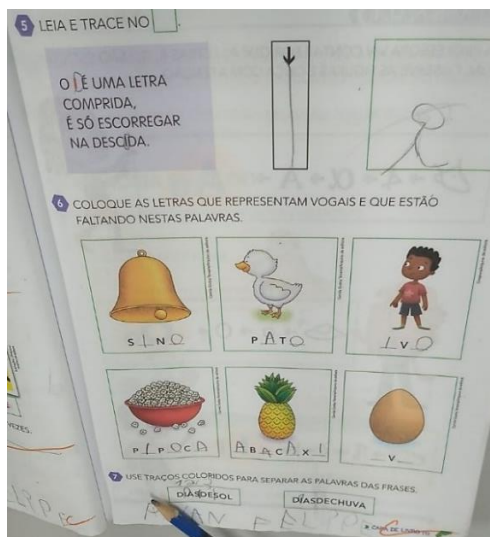 5 LEIA E TRACE NO
O I É UMA LETRA
COMPRIDA,
É SÓ ESCORREGAR
NA DESCIDA.
6 COLOQUE AS LETRAS QUE REPRESENTAM VOGAIS E QUE ESTÃO
FALTANDO NESTAS PALAVRAS.
S I N O
P A T O
I V O
P I P O C A
A B A C A X I
_ V _
7 USE TRAÇOS COLORIDOS PARA SEPARAR AS PALAVRAS DAS FRASES.
DIASDESOL
DIASDECHUVA
VEZES.